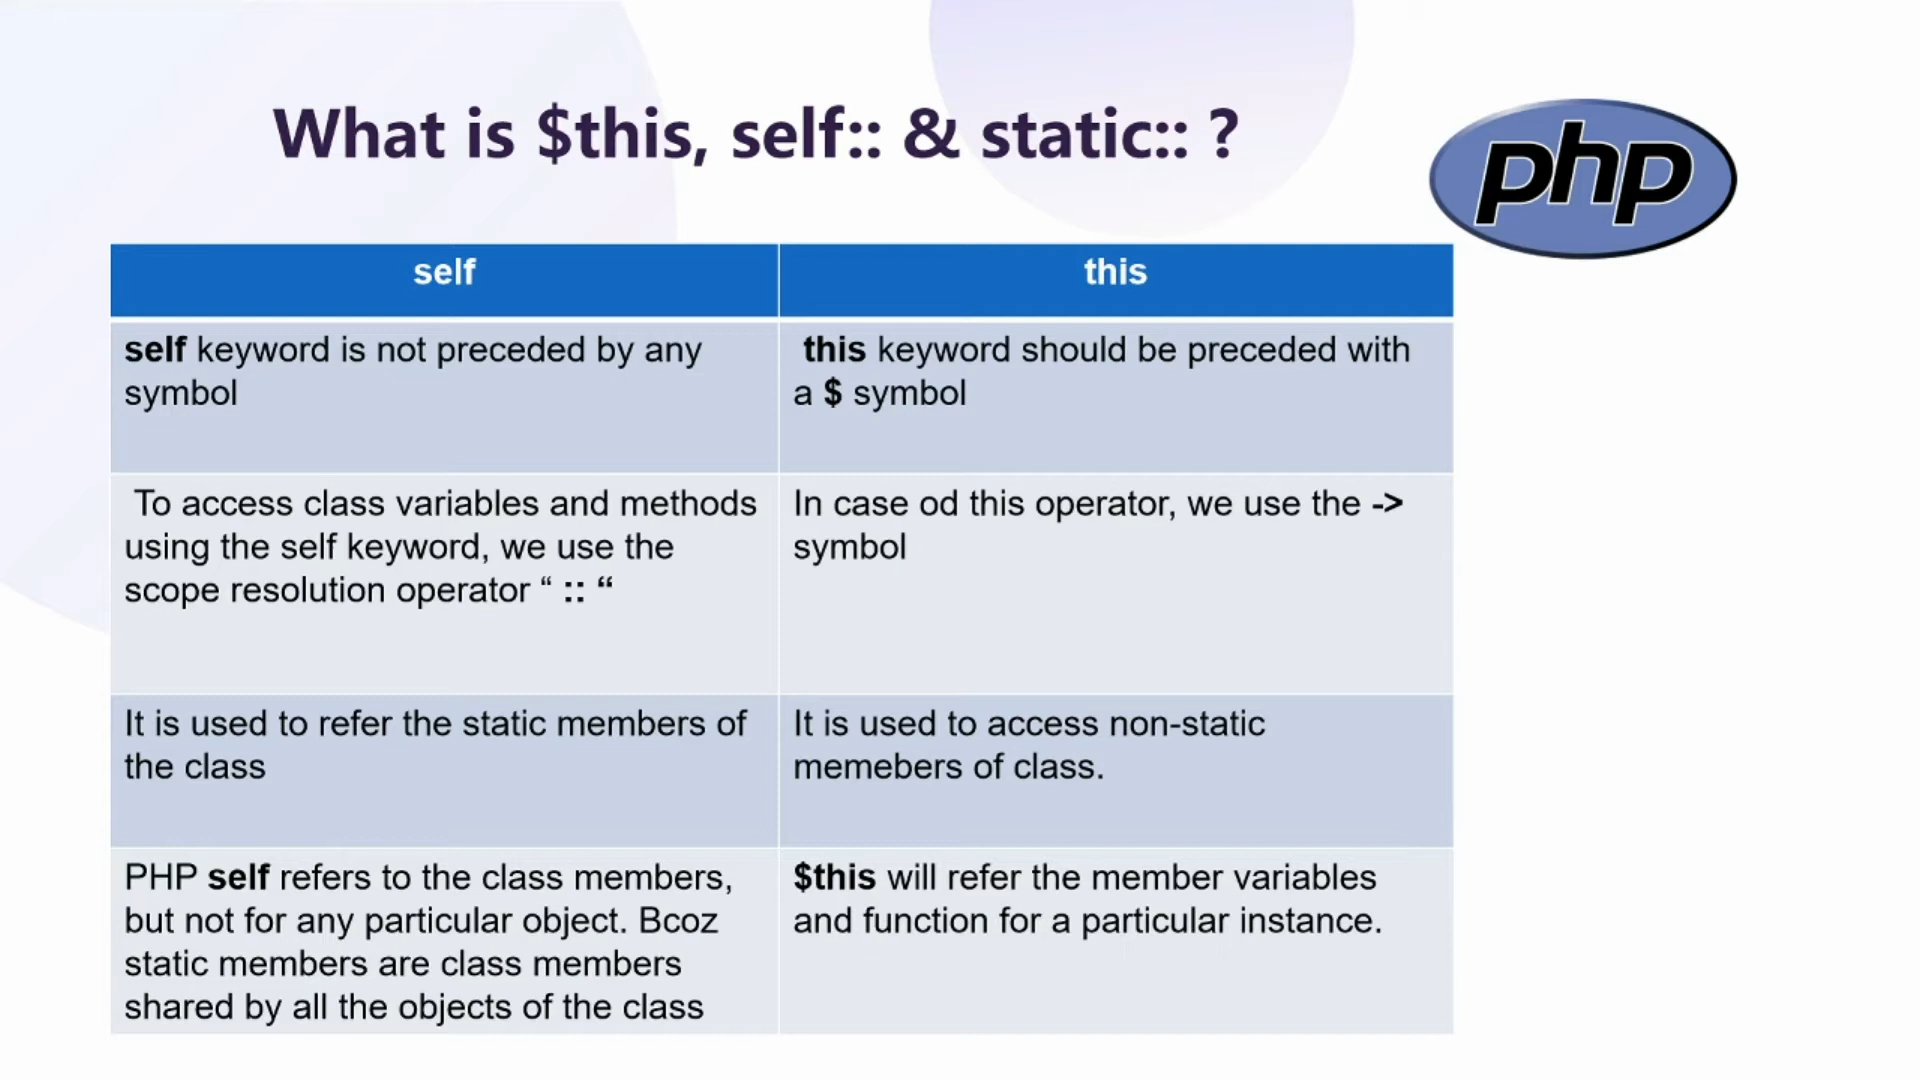 What is $this, self:: & static:: ?
php
self
this
self keyword is not preceded by any
symbol
this keyword should be preceded with
a $ symbol
To access class variables and methods
using the self keyword, we use the
scope resolution operator “ :: “
In case od this operator, we use the ->
symbol
It is used to refer the static members of
the class
It is used to access non-static
memebers of class.
PHP self refers to the class members,
but not for any particular object. Bcoz
static members are class members
shared by all the objects of the class
$this will refer the member variables
and function for a particular instance.